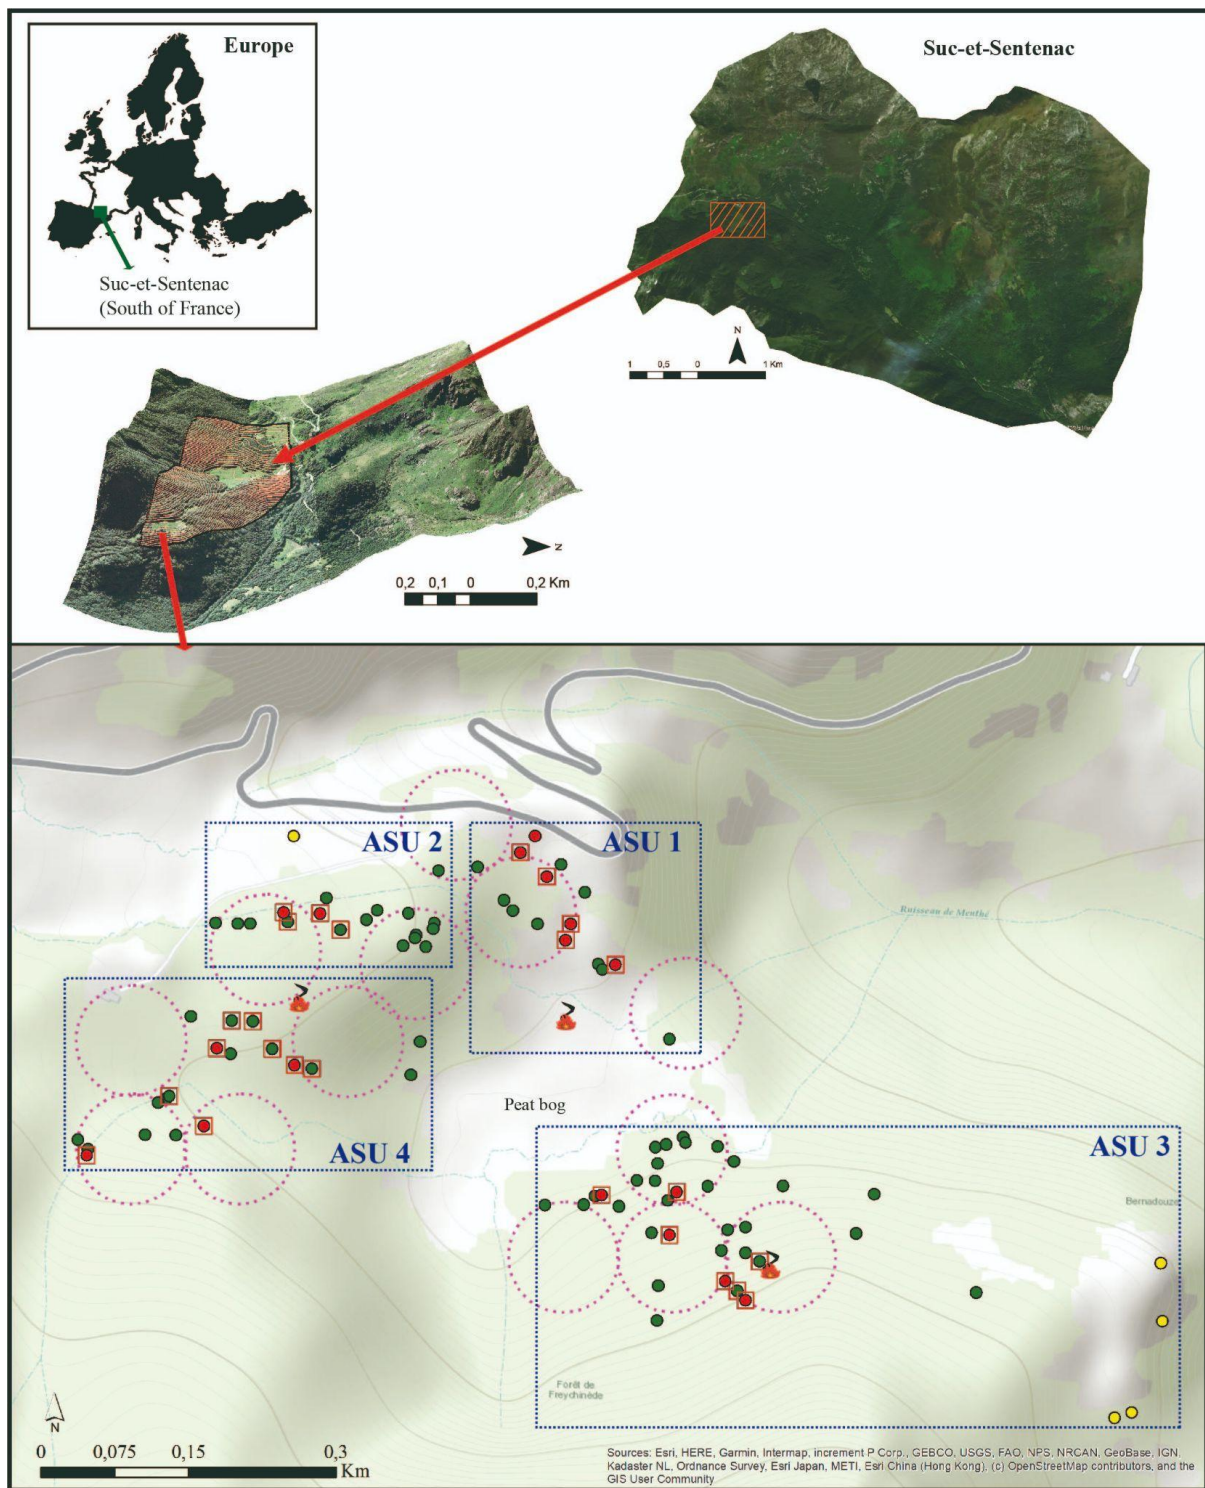 Europe
Suc-et-Sentenac
(South of France)
Suc-et-Sentenac
N
1 0,5 0 1 Km
N
0,2 0,1 0 0,2 Km
ASU 2
ASU 1
Ruisseau de Menthé
Peat bog
ASU 4
ASU 3
Bernadouze
Forêt de
Freychinède
N
0 0,075 0,15 0,3
Km
Sources: Esri, HERE, Garmin, Intermap, increment P Corp., GEBCO, USGS, FAO, NPS, NRCAN, GeoBase, IGN,
Kadaster NL, Ordnance Survey, Esri Japan, METI, Esri China (Hong Kong), (c) OpenStreetMap contributors, and the
GIS User Community